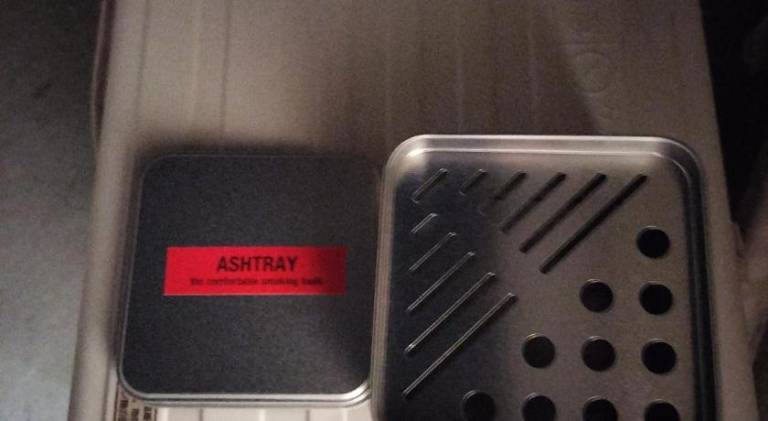 ASHTRAY
the comfortable smoking tools